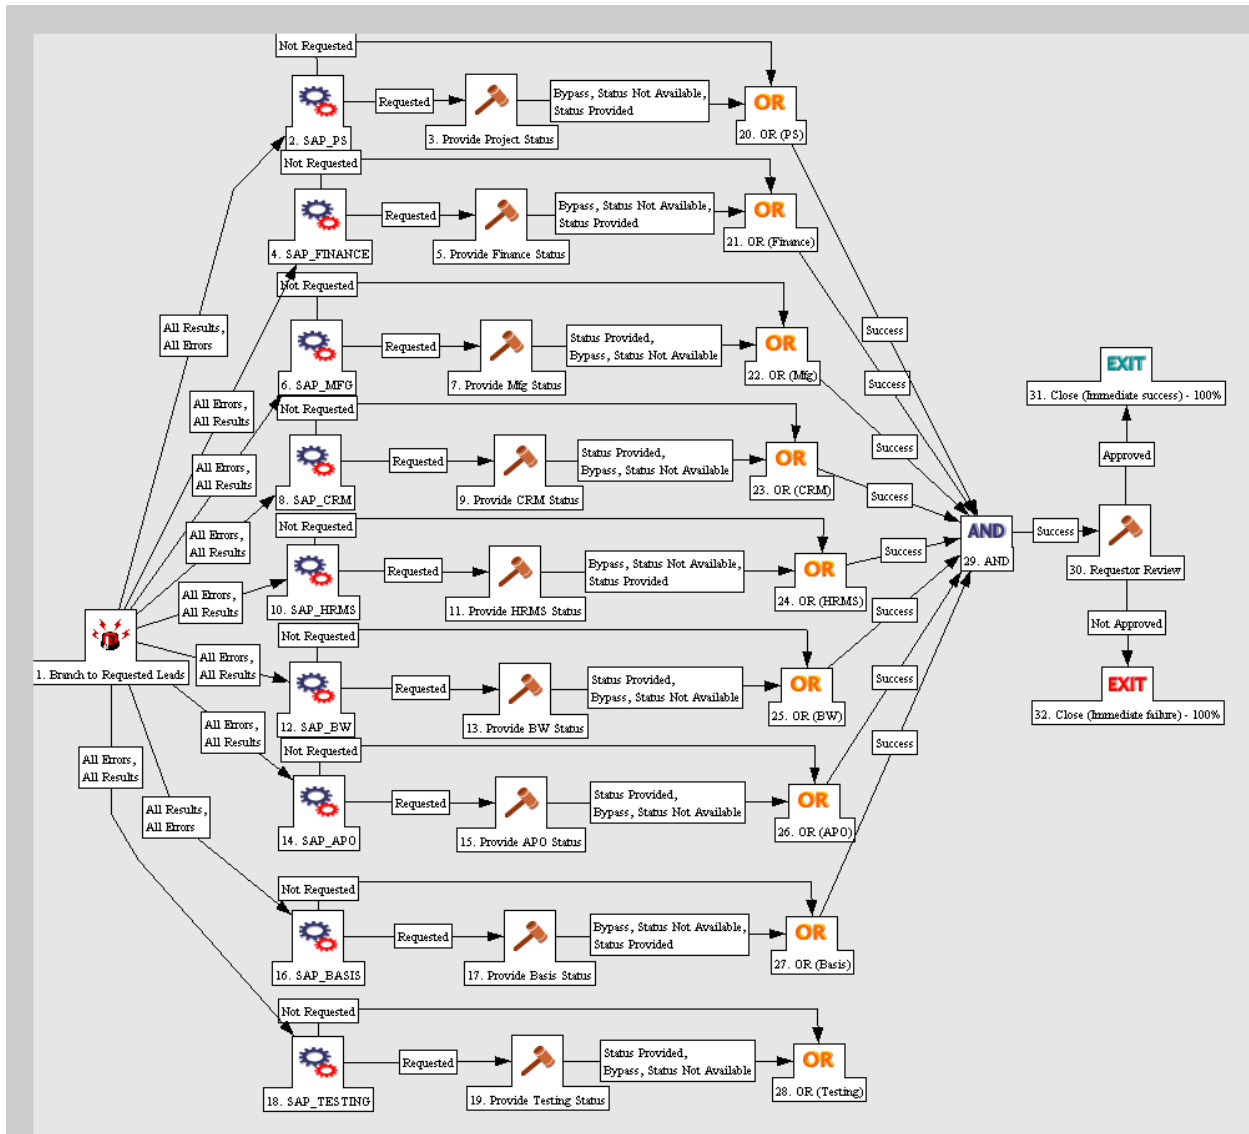 Not Requested
2. SAP_PS
Requested
3. Provide Project Status
Bypass, Status Not Available,
Status Provided
OR
20. OR (PS)
Not Requested
4. SAP_FINANCE
Requested
5. Provide Finance Status
Bypass, Status Not Available,
Status Provided
OR
21. OR (Finance)
Not Requested
6. SAP_MFG
Requested
7. Provide Mfg Status
Status Provided,
Bypass, Status Not Available
OR
22. OR (Mfg)
Not Requested
8. SAP_CRM
Requested
9. Provide CRM Status
Status Provided,
Bypass, Status Not Available
OR
23. OR (CRM)
Not Requested
10. SAP_HRMS
Requested
11. Provide HRMS Status
Bypass, Status Not Available,
Status Provided
OR
24. OR (HRMS)
Not Requested
12. SAP_BW
Requested
13. Provide BW Status
Status Provided,
Bypass, Status Not Available
OR
25. OR (BW)
Not Requested
14. SAP_APO
Requested
15. Provide APO Status
Status Provided,
Bypass, Status Not Available
OR
26. OR (APO)
Not Requested
16. SAP_BASIS
Requested
17. Provide Basis Status
Bypass, Status Not Available,
Status Provided
OR
27. OR (Basis)
Not Requested
18. SAP_TESTING
Requested
19. Provide Testing Status
Status Provided,
Bypass, Status Not Available
OR
28. OR (Testing)
All Results,
All Errors
All Errors,
All Results
All Errors,
All Results
All Errors,
All Results
All Errors,
All Results
1. Branch to Requested Leads
All Errors,
All Results
All Errors,
All Results
All Errors,
All Results
All Results,
All Errors
Success
Success
Success
Success
Success
Success
Success
Success
AND
29. AND
Success
30. Requestor Review
Approved
EXIT
31. Close (Immediate success) - 100%
Not Approved
EXIT
32. Close (Immediate failure) - 100%